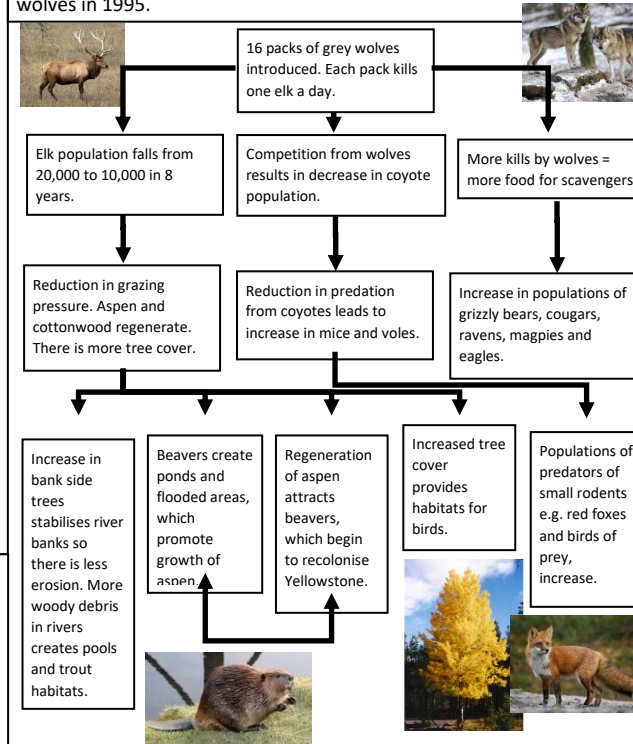 wolves in 1995.
16 packs of grey wolves
introduced. Each pack kills
one elk a day.
Elk population falls from
20,000 to 10,000 in 8
years.
Competition from wolves
results in decrease in coyote
population.
More kills by wolves =
more food for scavengers
Reduction in grazing
pressure. Aspen and
cottonwood regenerate.
There is more tree cover.
Reduction in predation
from coyotes leads to
increase in mice and voles.
Increase in populations of
grizzly bears, cougars,
ravens, magpies and
eagles.
Increase in
bank side
trees
stabilises river
banks so
there is less
erosion. More
woody debris
in rivers
creates pools
and trout
habitats.
Beavers create
ponds and
flooded areas,
which
promote
growth of
aspen.
Regeneration
of aspen
attracts
beavers,
which begin
to recolonise
Yellowstone.
Increased tree
cover
provides
habitats for
birds.
Populations of
predators of
small rodents
e.g. red foxes
and birds of
prey,
increase.